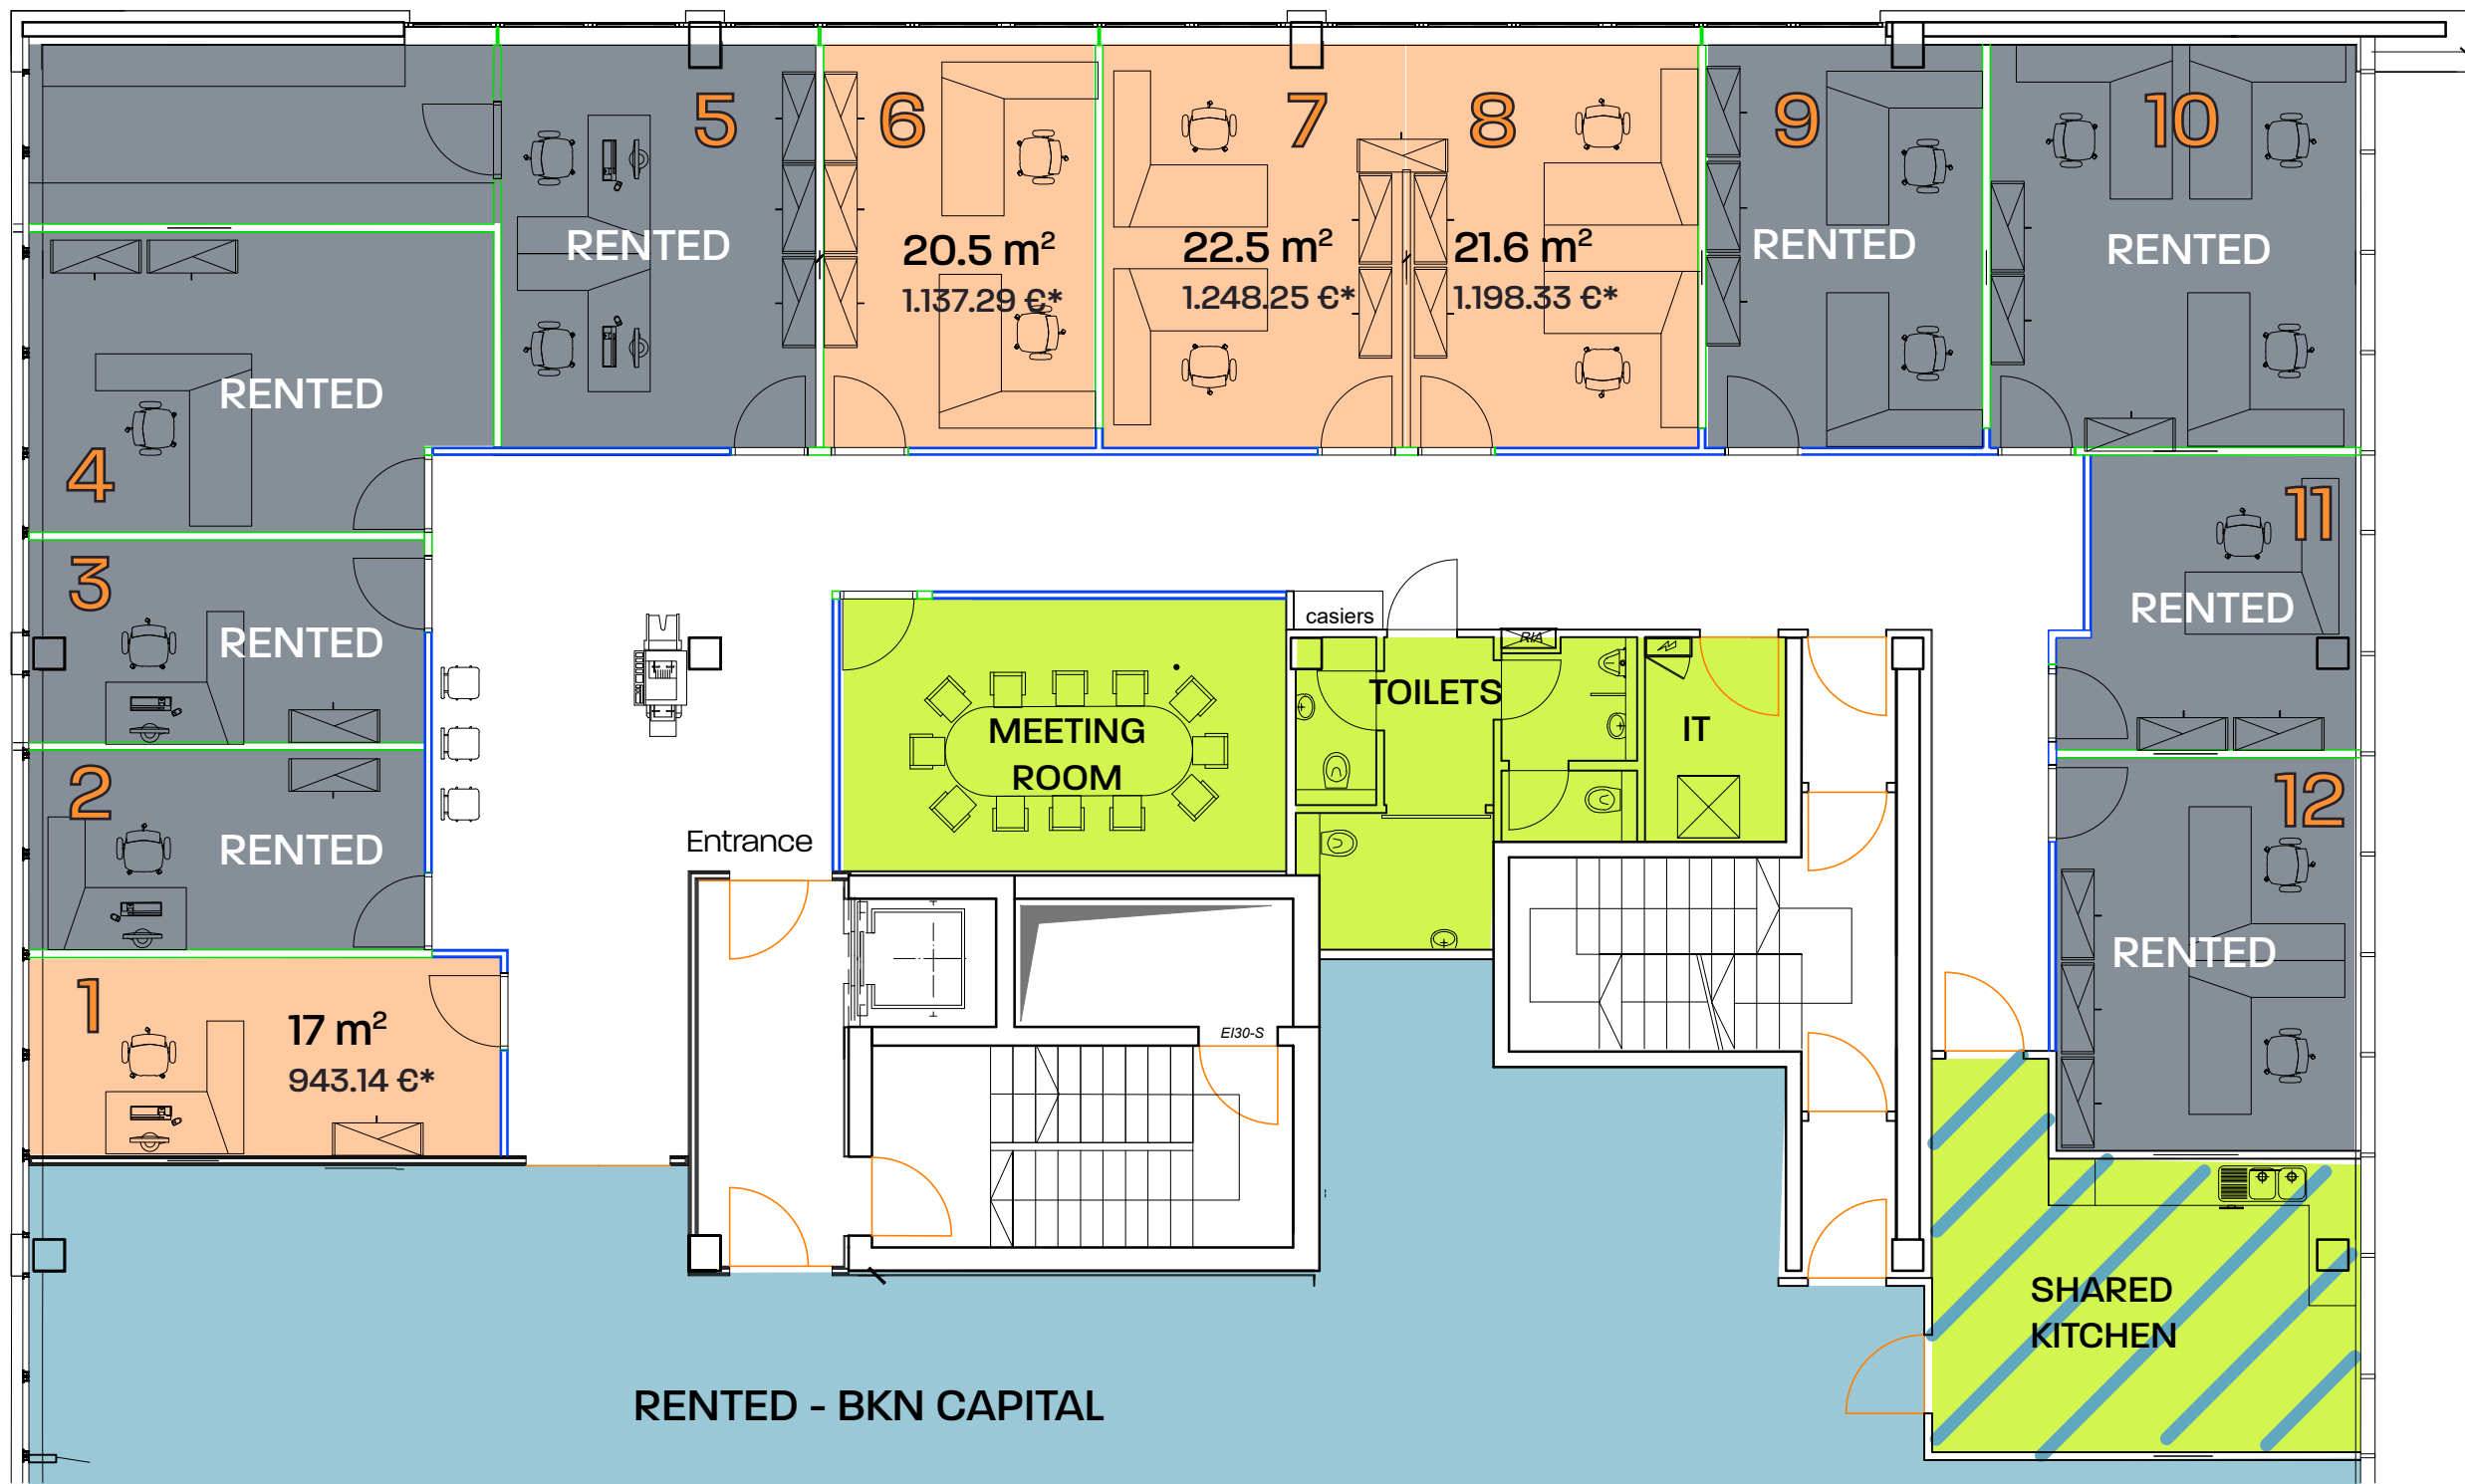 5
6
7
8
9
10
RENTED
20.5 m²
1.137.29 €*
22.5 m²
1.248.25 €*
21.6 m²
1.198.33 €*
RENTED
RENTED
RENTED
4
11
RENTED
3
RENTED
casiers
RIA
TOILETS
IT
MEETING
ROOM
2
RENTED
12
RENTED
Entrance
1
17 m²
943.14 €*
EI30-S
SHARED
KITCHEN
RENTED - BKN CAPITAL